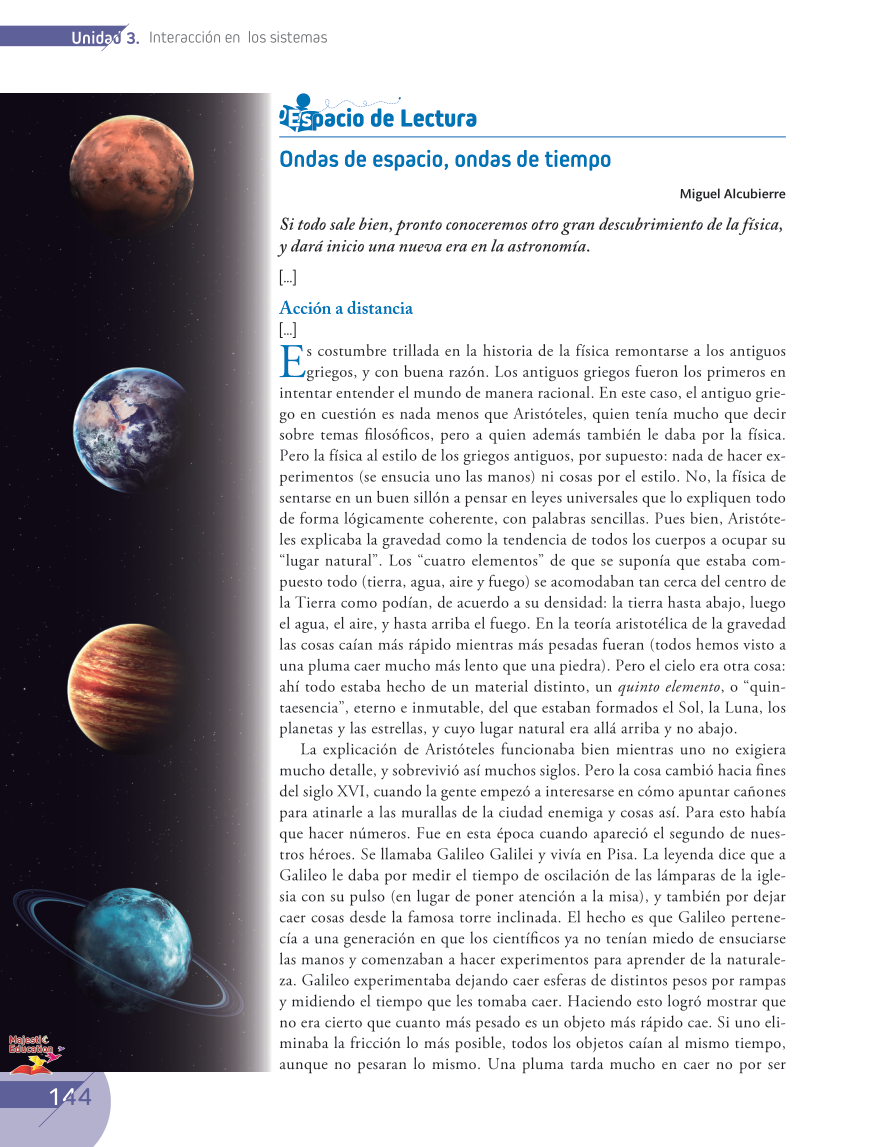 Unidad 3. Interacción en los sistemas
Espacio de Lectura
Ondas de espacio, ondas de tiempo
Miguel Alcubierre
Si todo sale bien, pronto conoceremos otro gran descubrimiento de la física,
y dará inicio una nueva era en la astronomía.
[...]
Acción a distancia
[...]
Es costumbre trillada en la historia de la física remontarse a los antiguos
griegos, y con buena razón. Los antiguos griegos fueron los primeros en
intentar entender el mundo de manera racional. En este caso, el antiguo grie-
go en cuestión es nada menos que Aristóteles, quien tenía mucho que decir
sobre temas filosóficos, pero a quien además también le daba por la física.
Pero la física al estilo de los griegos antiguos, por supuesto: nada de hacer ex-
perimentos (se ensucia uno las manos) ni cosas por el estilo. No, la física de
sentarse en un buen sillón a pensar en leyes universales que lo expliquen todo
de forma lógicamente coherente, con palabras sencillas. Pues bien, Aristóte-
les explicaba la gravedad como la tendencia de todos los cuerpos a ocupar su
“lugar natural”. Los “cuatro elementos” de que se suponía que estaba com-
puesto todo (tierra, agua, aire y fuego) se acomodaban tan cerca del centro de
la Tierra como podían, de acuerdo a su densidad: la tierra hasta abajo, luego
el agua, el aire, y hasta arriba el fuego. En la teoría aristotélica de la gravedad
las cosas caían más rápido mientras más pesadas fueran (todos hemos visto a
una pluma caer mucho más lento que una piedra). Pero el cielo era otra cosa:
ahí todo estaba hecho de un material distinto, un quinto elemento, o “quin-
taesencia”, eterno e inmutable, del que estaban formados el Sol, la Luna, los
planetas y las estrellas, y cuyo lugar natural era allá arriba y no abajo.
La explicación de Aristóteles funcionaba bien mientras uno no exigiera
mucho detalle, y sobrevivió así muchos siglos. Pero la cosa cambió hacia fines
del siglo XVI, cuando la gente empezó a interesarse en cómo apuntar cañones
para atinarle a las murallas de la ciudad enemiga y cosas así. Para esto había
que hacer números. Fue en esta época cuando apareció el segundo de nues-
tros héroes. Se llamaba Galileo Galilei y vivía en Pisa. La leyenda dice que a
Galileo le daba por medir el tiempo de oscilación de las lámparas de la igle-
sia con su pulso (en lugar de poner atención a la misa), y también por dejar
caer cosas desde la famosa torre inclinada. El hecho es que Galileo pertene-
cía a una generación en que los científicos ya no tenían miedo de ensuciarse
las manos y comenzaban a hacer experimentos para aprender de la naturale-
za. Galileo experimentaba dejando caer esferas de distintos pesos por rampas
y midiendo el tiempo que les tomaba caer. Haciendo esto logró mostrar que
no era cierto que cuanto más pesado es un objeto más rápido cae. Si uno eli-
minaba la fricción lo más posible, todos los objetos caían al mismo tiempo,
aunque no pesaran lo mismo. Una pluma tarda mucho en caer no por ser
Majestic
Education
144